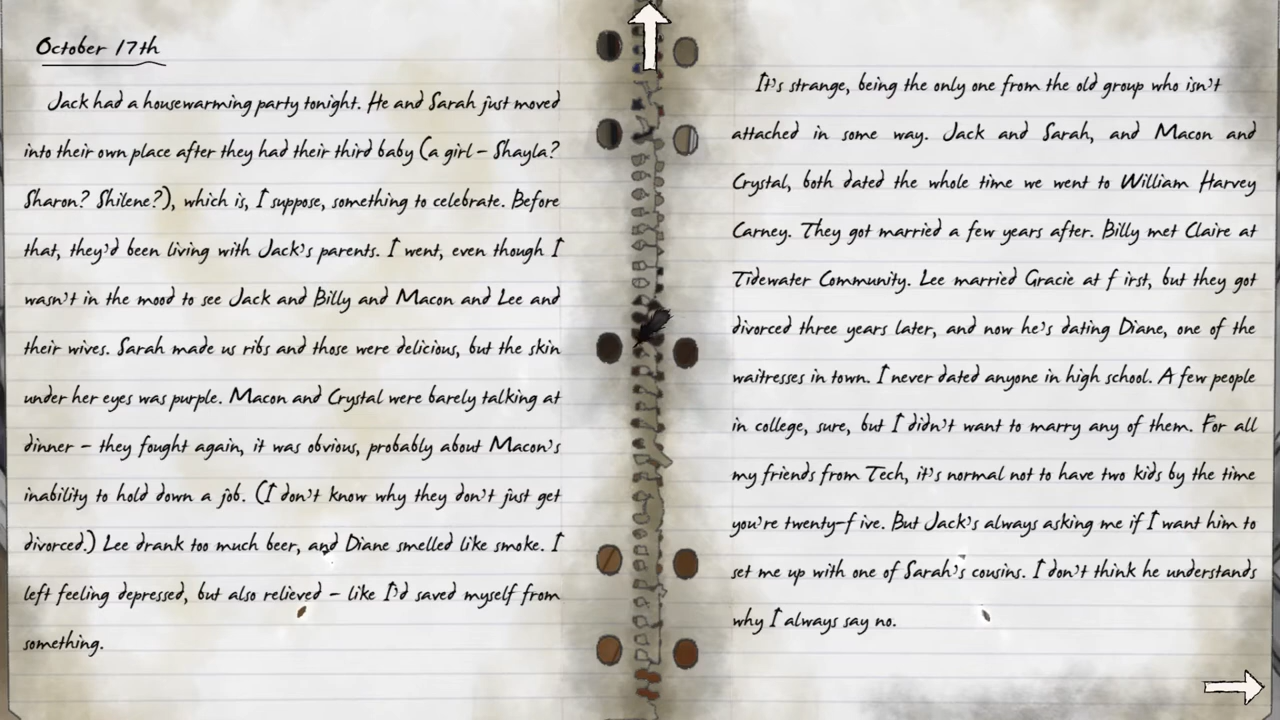 October 17th
Jack had a housewarming party tonight. He and Sarah just moved
into their own place after they had their third baby (a girl – Shayla?
Sharon? Shilene?), which is, I suppose, something to celebrate. Before
that, they'd been living with Jack's parents. I went, even though I
wasn't in the mood to see Jack and Billy and Macon and Lee and
their wives. Sarah made us ribs and those were delicious, but the skin
under her eyes was purple. Macon and Crystal were barely talking at
dinner – they fought again, it was obvious, probably about Macon's
inability to hold down a job. (I don't know why they don't just get
divorced.) Lee drank too much beer, and Diane smelled like smoke. I
left feeling depressed, but also relieved – like I'd saved myself from
something.
It's strange, being the only one from the old group who isn't
attached in some way. Jack and Sarah, and Macon and
Crystal, both dated the whole time we went to William Harvey
Carney. They got married a few years after. Billy met Claire at
Tidewater Community. Lee married Gracie at f irst, but they got
divorced three years later, and now he's dating Diane, one of the
waitresses in town. I never dated anyone in high school. A few people
in college, sure, but I didn't want to marry any of them. For all
my friends from Tech, it's normal not to have two kids by the time
you're twenty-f ive. But Jack's always asking me if I want him to
set me up with one of Sarah's cousins. I don't think he understands
why I always say no.